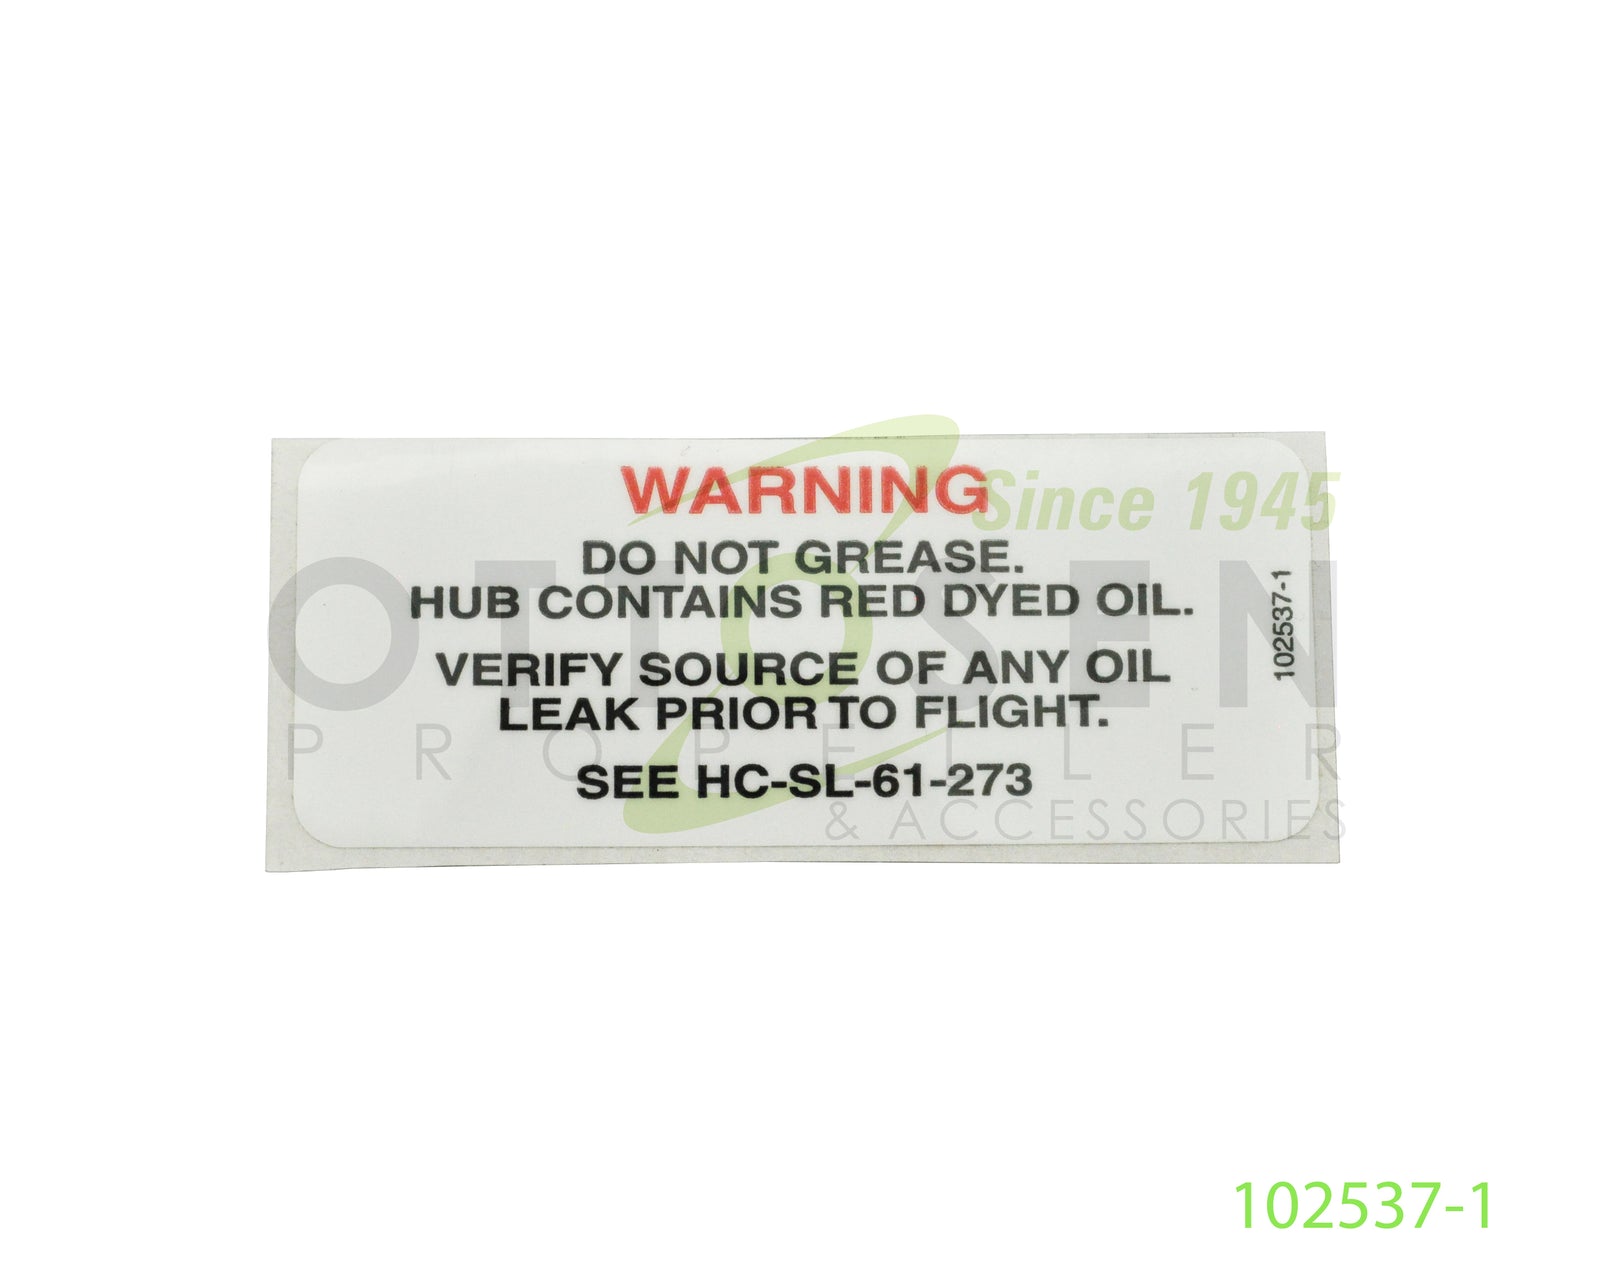 WARNING
Since 1945
DO NOT GREASE.
HUB CONTAINS RED DYED OIL.
OTTOSEN
VERIFY SOURCE OF ANY OIL
LEAK PRIOR TO FLIGHT.
PROPELLER
SEE HC-SL-61-273
& ACCESSORIES
102537-1
102537-1